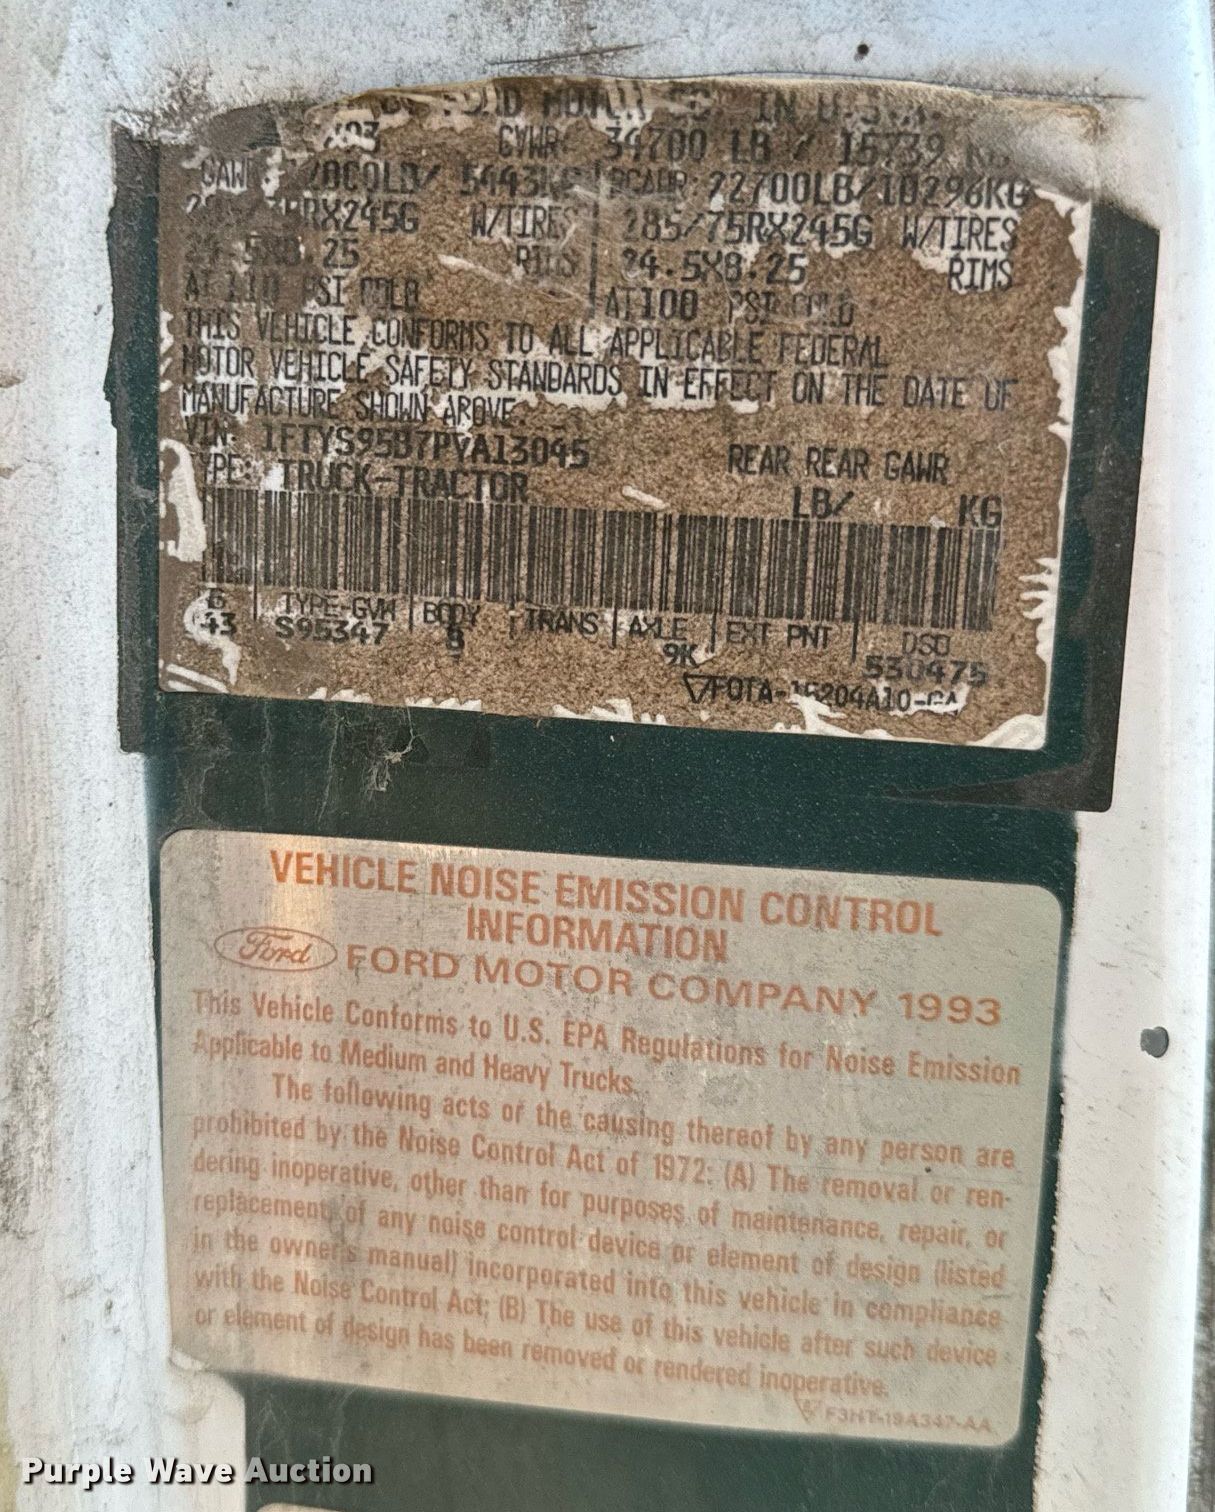 IN U.S.A.
GVWR 34700 LB / 15739 KG
5443KG 22700LB/10296KG
RX245G W/TIRES 285/75RX245G W/TIRES
.25 RIMS 24.5X8.25 RIMS
AT 110 PSI COLD AT100 PSI COLD
THIS VEHICLE CONFORMS TO ALL APPLICABLE FEDERAL
MOTOR VEHICLE SAFETY STANDARDS IN EFFECT ON THE DATE OF
MANUFACTURE SHOWN ABOVE.
VIN: 1FTYS95B7PVA13045
REAR REAR GAWR
TYPE: TRUCK-TRACTOR
LB/ KG
TYPE-GVW BODY TRANS AXLE EXT PNT DSO
43 S95347 9 9K 530475
FOTA-15204A10-
VEHICLE NOISE EMISSION CONTROL
INFORMATION
Ford FORD MOTOR COMPANY 1993
This Vehicle Conforms to U.S. EPA Regulations for Noise Emission
Applicable to Medium and Heavy Trucks.
The following acts or the causing thereof by any person are
prohibited by the Noise Control Act of 1972: (A) The removal or ren-
dering inoperative, other than for purposes of maintenance, repair, or
replacement of any noise control device or element of design (listed
in the owner's manual) incorporated into this vehicle in compliance
with the Noise Control Act; (B) The use of this vehicle after such device
or element of design has been removed or rendered inoperative.
F3HT-19A347-AA
Purple Wave Auction